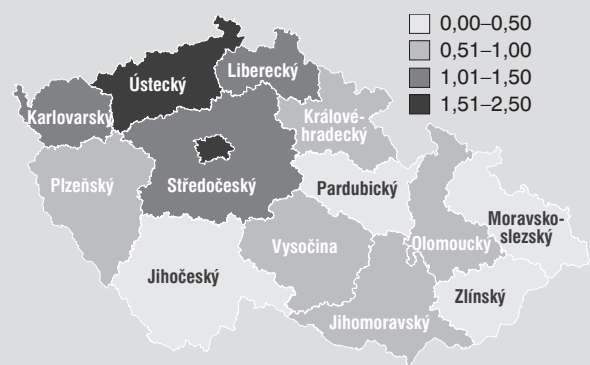 0,00–0,50
0,51–1,00
1,01–1,50
1,51–2,50
Ústecký
Liberecký
Karlovarský
Králové-
hradecký
Plzeňský
Středočeský
Pardubický
Moravsko-
slezský
Vysočina
Olomoucký
Jihočeský
Zlínský
Jihomoravský